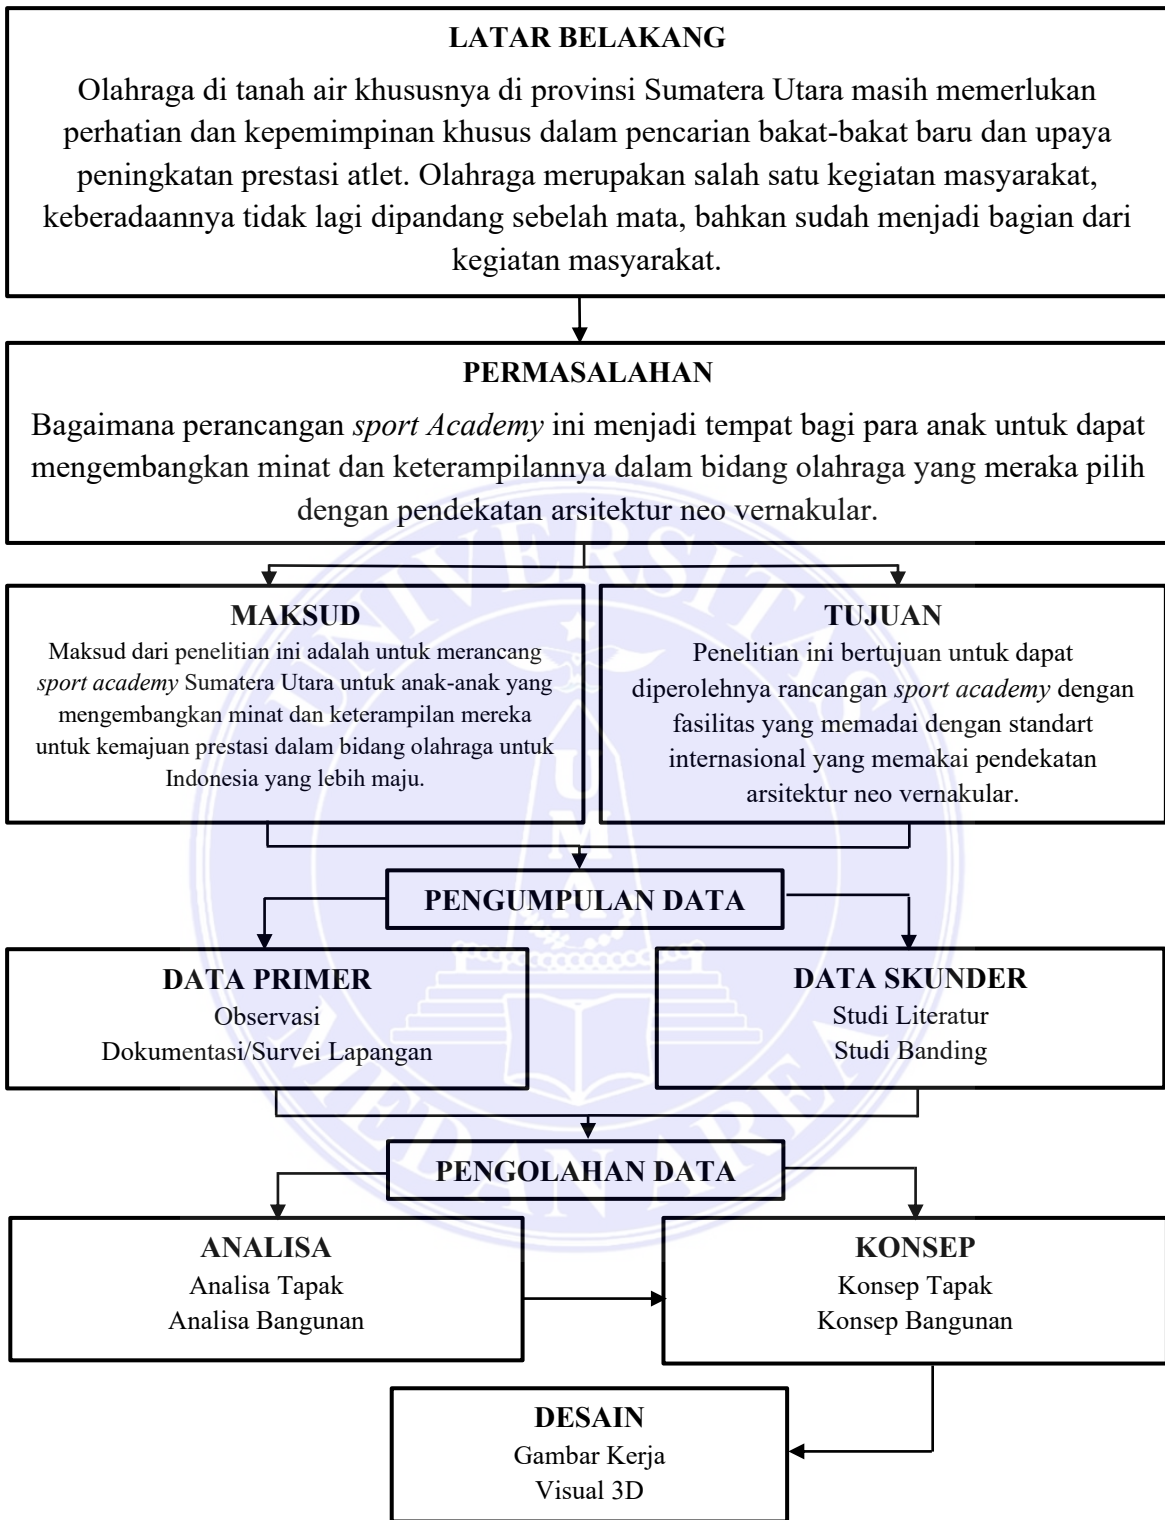 LATAR BELAKANG
Olahraga di tanah air khususnya di provinsi Sumatera Utara masih memerlukan
perhatian dan kepemimpinan khusus dalam pencarian bakat-bakat baru dan upaya
peningkatan prestasi atlet. Olahraga merupakan salah satu kegiatan masyarakat,
keberadaannya tidak lagi dipandang sebelah mata, bahkan sudah menjadi bagian dari
kegiatan masyarakat.
PERMASALAHAN
Bagaimana perancangan sport Academy ini menjadi tempat bagi para anak untuk dapat
mengembangkan minat dan keterampilannya dalam bidang olahraga yang meraka pilih
dengan pendekatan arsitektur neo vernakular.
MAKSUD
Maksud dari penelitian ini adalah untuk merancang
sport academy Sumatera Utara untuk anak-anak yang
mengembangkan minat dan keterampilan mereka
untuk kemajuan prestasi dalam bidang olahraga untuk
Indonesia yang lebih maju.
TUJUAN
Penelitian ini bertujuan untuk dapat
diperolehnya rancangan sport academy dengan
fasilitas yang memadai dengan standart
internasional yang memakai pendekatan
arsitektur neo vernakular.
PENGUMPULAN DATA
DATA PRIMER
Observasi
Dokumentasi/Survei Lapangan
DATA SKUNDER
Studi Literatur
Studi Banding
PENGOLAHAN DATA
ANALISA
Analisa Tapak
Analisa Bangunan
KONSEP
Konsep Tapak
Konsep Bangunan
DESAIN
Gambar Kerja
Visual 3D
UNIVERSITAS
MEDAN AREA
U
M
A